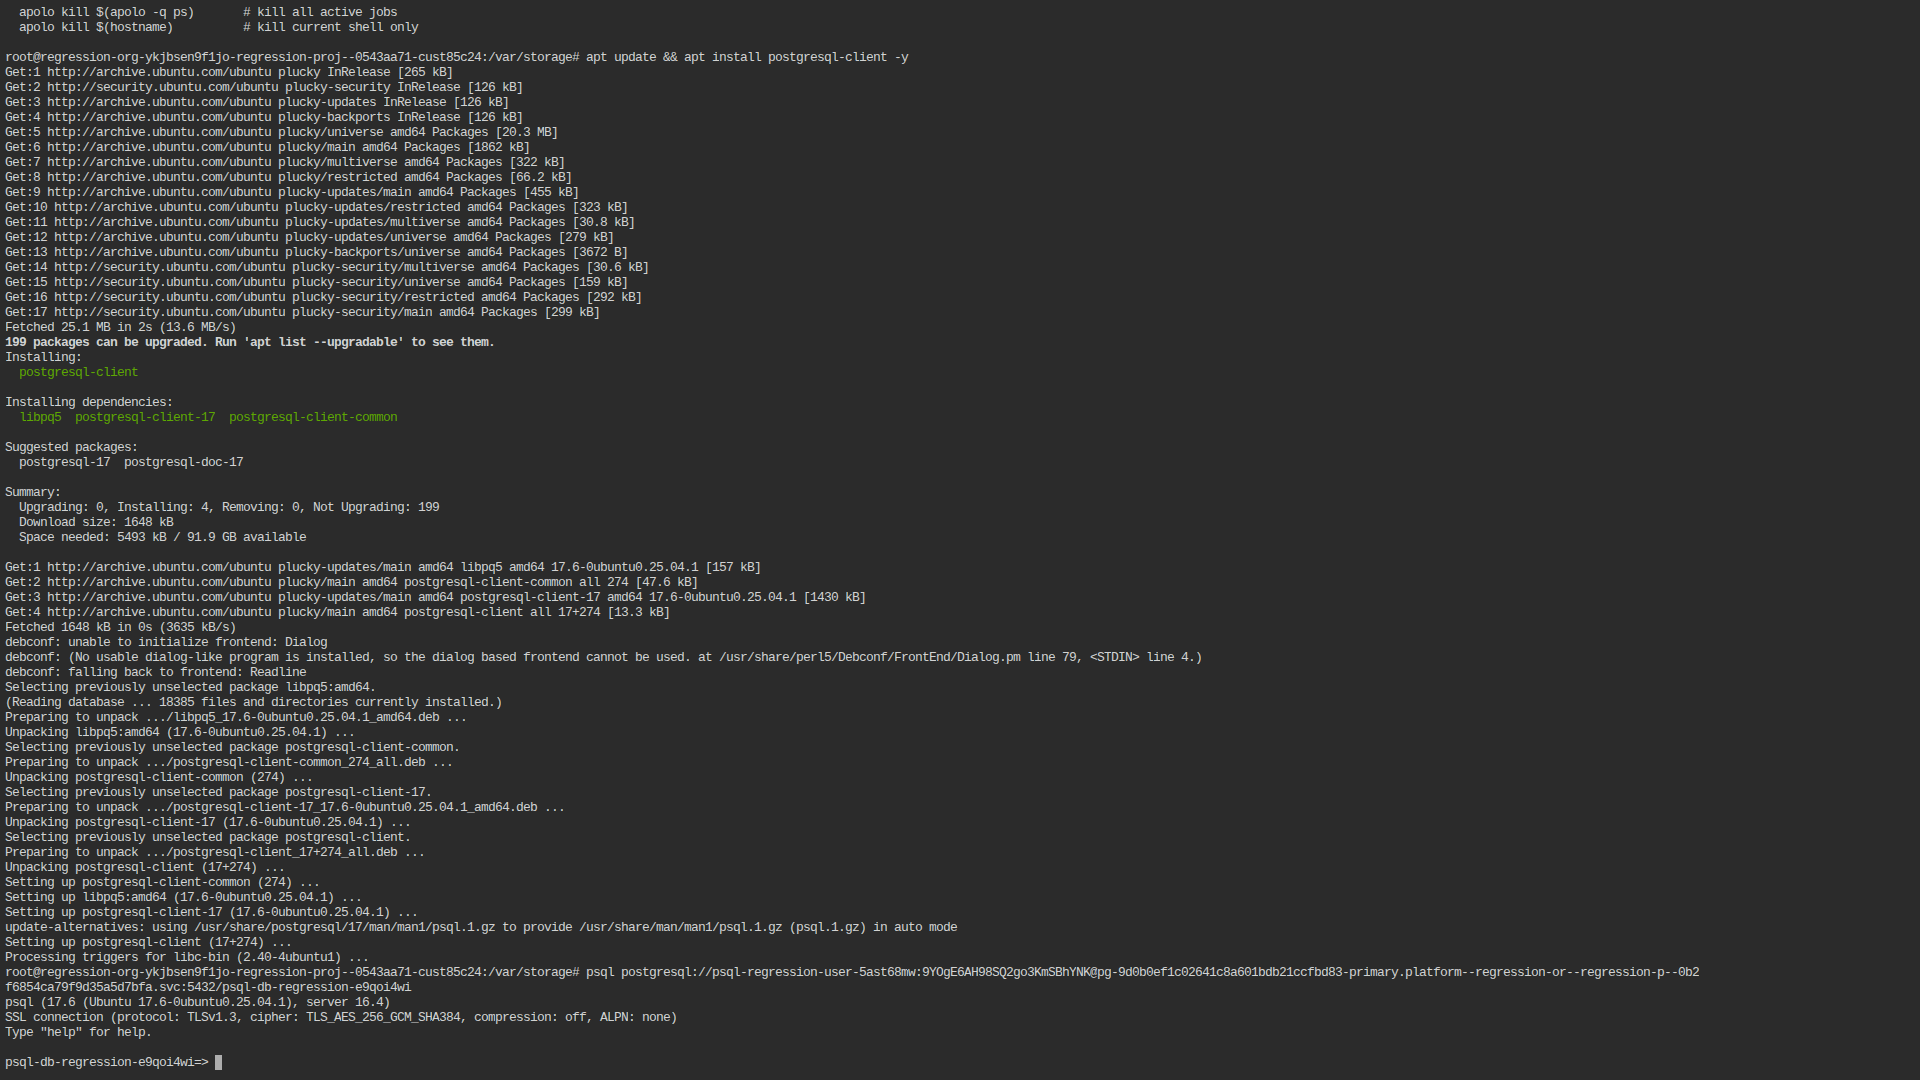 apolo kill $(apolo -q ps)       # kill all active jobs
  apolo kill $(hostname)          # kill current shell only

root@regression-org-ykjbsen9f1jo-regression-proj--0543aa71-cust85c24:/var/storage# apt update && apt install postgresql-client -y
Get:1 http://archive.ubuntu.com/ubuntu plucky InRelease [265 kB]
Get:2 http://security.ubuntu.com/ubuntu plucky-security InRelease [126 kB]
Get:3 http://archive.ubuntu.com/ubuntu plucky-updates InRelease [126 kB]
Get:4 http://archive.ubuntu.com/ubuntu plucky-backports InRelease [126 kB]
Get:5 http://archive.ubuntu.com/ubuntu plucky/universe amd64 Packages [20.3 MB]
Get:6 http://archive.ubuntu.com/ubuntu plucky/main amd64 Packages [1862 kB]
Get:7 http://archive.ubuntu.com/ubuntu plucky/multiverse amd64 Packages [322 kB]
Get:8 http://archive.ubuntu.com/ubuntu plucky/restricted amd64 Packages [66.2 kB]
Get:9 http://archive.ubuntu.com/ubuntu plucky-updates/main amd64 Packages [455 kB]
Get:10 http://archive.ubuntu.com/ubuntu plucky-updates/restricted amd64 Packages [323 kB]
Get:11 http://archive.ubuntu.com/ubuntu plucky-updates/multiverse amd64 Packages [30.8 kB]
Get:12 http://archive.ubuntu.com/ubuntu plucky-updates/universe amd64 Packages [279 kB]
Get:13 http://archive.ubuntu.com/ubuntu plucky-backports/universe amd64 Packages [3672 B]
Get:14 http://security.ubuntu.com/ubuntu plucky-security/multiverse amd64 Packages [30.6 kB]
Get:15 http://security.ubuntu.com/ubuntu plucky-security/universe amd64 Packages [159 kB]
Get:16 http://security.ubuntu.com/ubuntu plucky-security/restricted amd64 Packages [292 kB]
Get:17 http://security.ubuntu.com/ubuntu plucky-security/main amd64 Packages [299 kB]
Fetched 25.1 MB in 2s (13.6 MB/s)
199 packages can be upgraded. Run 'apt list --upgradable' to see them.
Installing:
  postgresql-client

Installing dependencies:
  libpq5  postgresql-client-17  postgresql-client-common

Suggested packages:
  postgresql-17  postgresql-doc-17

Summary:
  Upgrading: 0, Installing: 4, Removing: 0, Not Upgrading: 199
  Download size: 1648 kB
  Space needed: 5493 kB / 91.9 GB available

Get:1 http://archive.ubuntu.com/ubuntu plucky-updates/main amd64 libpq5 amd64 17.6-0ubuntu0.25.04.1 [157 kB]
Get:2 http://archive.ubuntu.com/ubuntu plucky/main amd64 postgresql-client-common all 274 [47.6 kB]
Get:3 http://archive.ubuntu.com/ubuntu plucky-updates/main amd64 postgresql-client-17 amd64 17.6-0ubuntu0.25.04.1 [1430 kB]
Get:4 http://archive.ubuntu.com/ubuntu plucky/main amd64 postgresql-client all 17+274 [13.3 kB]
Fetched 1648 kB in 0s (3635 kB/s)
debconf: unable to initialize frontend: Dialog
debconf: (No usable dialog-like program is installed, so the dialog based frontend cannot be used. at /usr/share/perl5/Debconf/FrontEnd/Dialog.pm line 79, <STDIN> line 4.)
debconf: falling back to frontend: Readline
Selecting previously unselected package libpq5:amd64.
(Reading database ... 18385 files and directories currently installed.)
Preparing to unpack .../libpq5_17.6-0ubuntu0.25.04.1_amd64.deb ...
Unpacking libpq5:amd64 (17.6-0ubuntu0.25.04.1) ...
Selecting previously unselected package postgresql-client-common.
Preparing to unpack .../postgresql-client-common_274_all.deb ...
Unpacking postgresql-client-common (274) ...
Selecting previously unselected package postgresql-client-17.
Preparing to unpack .../postgresql-client-17_17.6-0ubuntu0.25.04.1_amd64.deb ...
Unpacking postgresql-client-17 (17.6-0ubuntu0.25.04.1) ...
Selecting previously unselected package postgresql-client.
Preparing to unpack .../postgresql-client_17+274_all.deb ...
Unpacking postgresql-client (17+274) ...
Setting up postgresql-client-common (274) ...
Setting up libpq5:amd64 (17.6-0ubuntu0.25.04.1) ...
Setting up postgresql-client-17 (17.6-0ubuntu0.25.04.1) ...
update-alternatives: using /usr/share/postgresql/17/man/man1/psql.1.gz to provide /usr/share/man/man1/psql.1.gz (psql.1.gz) in auto mode
Setting up postgresql-client (17+274) ...
Processing triggers for libc-bin (2.40-4ubuntu1) ...
root@regression-org-ykjbsen9f1jo-regression-proj--0543aa71-cust85c24:/var/storage# psql postgresql://psql-regression-user-5ast68mw:9YOgE6AH98SQ2go3KmSBhYNK@pg-9d0b0ef1c02641c8a601bdb21ccfbd83-primary.platform--regression-or--regression-p--0b2
f6854ca79f9d35a5d7bfa.svc:5432/psql-db-regression-e9qoi4wi
psql (17.6 (Ubuntu 17.6-0ubuntu0.25.04.1), server 16.4)
SSL connection (protocol: TLSv1.3, cipher: TLS_AES_256_GCM_SHA384, compression: off, ALPN: none)
Type "help" for help.

psql-db-regression-e9qoi4wi=>